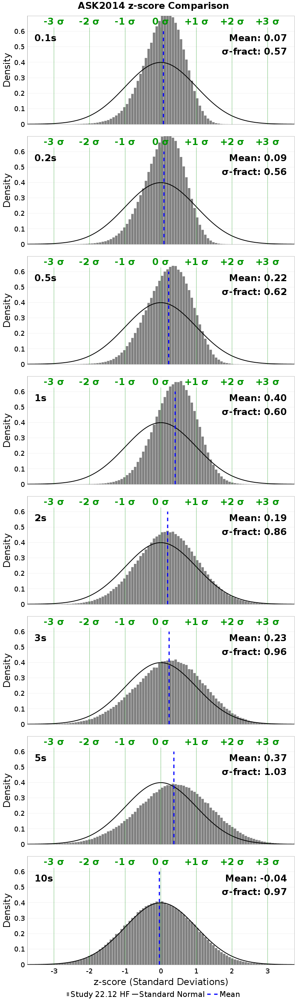 ASK2014 z-score Comparison
-3 σ -2 σ -1 σ 0 σ +1 σ +2 σ +3 σ
0.1s
Mean: 0.07
σ-fract: 0.57
Density
0.6
0.5
0.4
0.3
0.2
0.1
0
-3 σ -2 σ -1 σ 0 σ +1 σ +2 σ +3 σ
0.2s
Mean: 0.09
σ-fract: 0.56
Density
0.6
0.5
0.4
0.3
0.2
0.1
0
-3 σ -2 σ -1 σ 0 σ +1 σ +2 σ +3 σ
0.5s
Mean: 0.22
σ-fract: 0.62
Density
0.6
0.5
0.4
0.3
0.2
0.1
0
-3 σ -2 σ -1 σ 0 σ +1 σ +2 σ +3 σ
1s
Mean: 0.40
σ-fract: 0.60
Density
0.6
0.5
0.4
0.3
0.2
0.1
0
-3 σ -2 σ -1 σ 0 σ +1 σ +2 σ +3 σ
2s
Mean: 0.19
σ-fract: 0.86
Density
0.6
0.5
0.4
0.3
0.2
0.1
0
-3 σ -2 σ -1 σ 0 σ +1 σ +2 σ +3 σ
3s
Mean: 0.23
σ-fract: 0.96
Density
0.6
0.5
0.4
0.3
0.2
0.1
0
-3 σ -2 σ -1 σ 0 σ +1 σ +2 σ +3 σ
5s
Mean: 0.37
σ-fract: 1.03
Density
0.6
0.5
0.4
0.3
0.2
0.1
0
-3 σ -2 σ -1 σ 0 σ +1 σ +2 σ +3 σ
10s
Mean: -0.04
σ-fract: 0.97
Density
0.6
0.5
0.4
0.3
0.2
0.1
0
-3 -2 -1 0 1 2 3
z-score (Standard Deviations)
Study 22.12 HF Standard Normal Mean